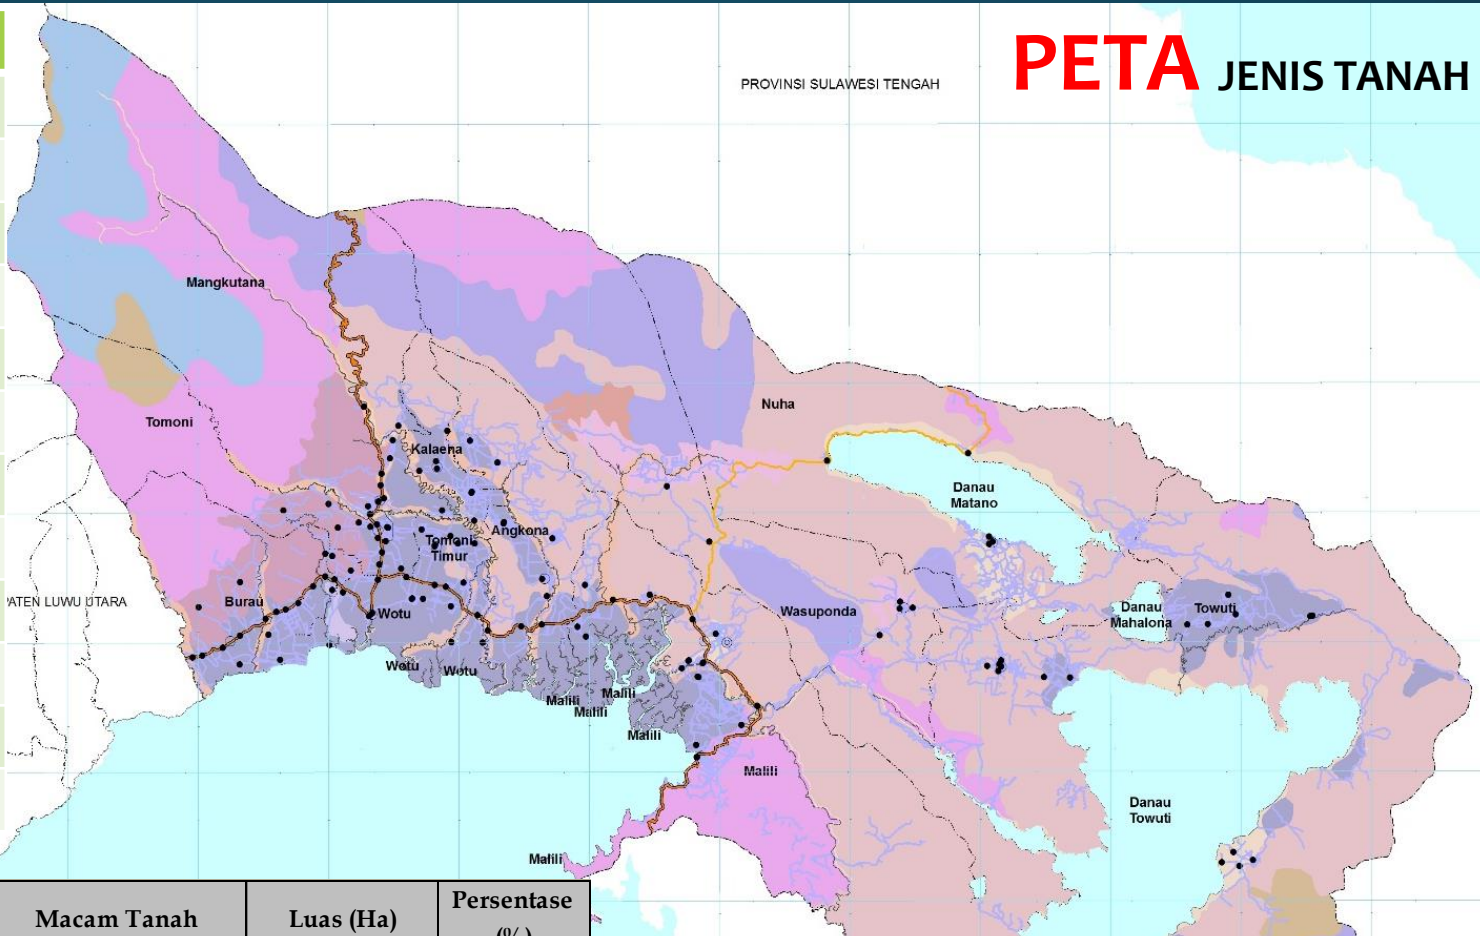 PETA JENIS TANAH
PROVINSI SULAWESI TENGAH
Mangkutana
Nuha
Tomoni
Kalaena
Danau
Matano
Angkona
Tomoni
Timur
ATEN LUWU UTARA
Burau
Wotu
Wasuponda
Danau
Mahalona
Towuti
Wotu
Wotu
Malili
Malili
Malili
Malili
Malili
Danau
Towuti
Malili
Macam Tanah
Luas (Ha)
Persentase
(%)